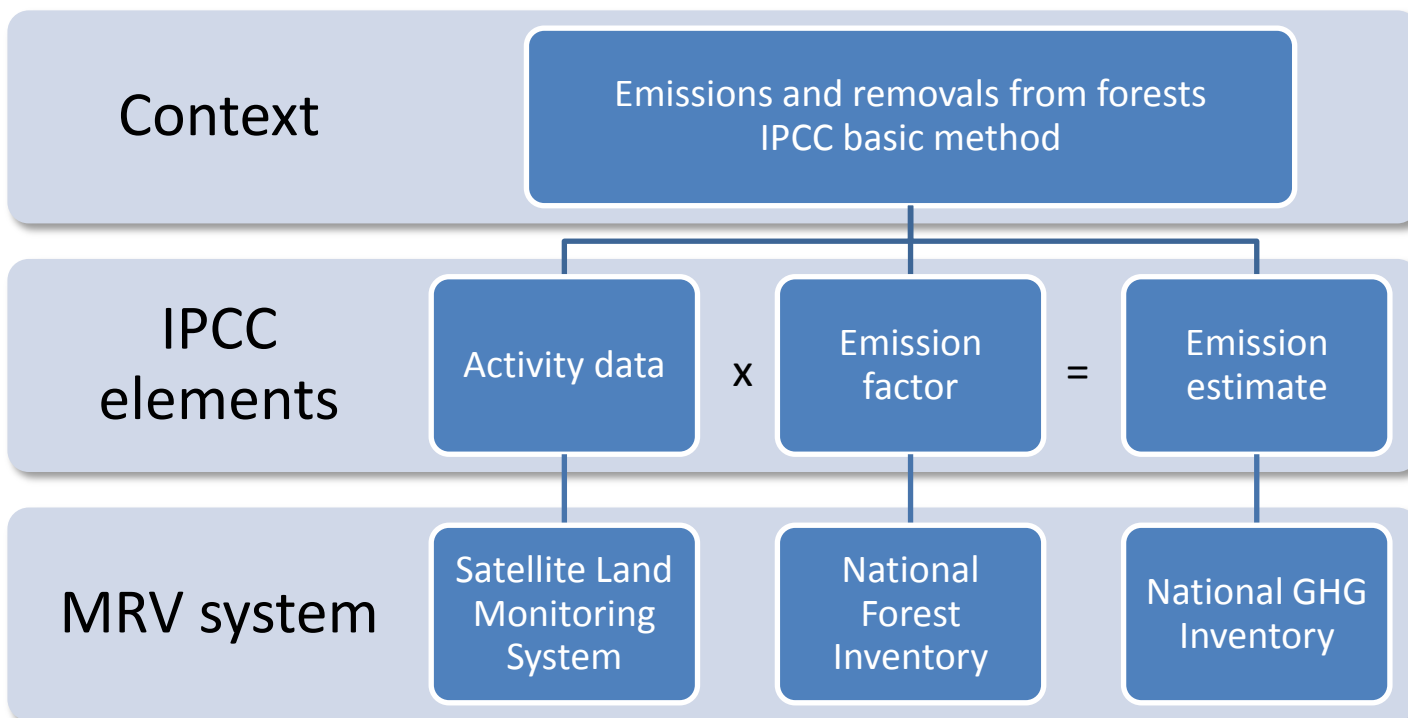 Context
Emissions and removals from forests
IPCC basic method
IPCC
elements
Activity data
x
Emission
factor
=
Emission
estimate
MRV system
Satellite Land
Monitoring
System
National
Forest
Inventory
National GHG
Inventory